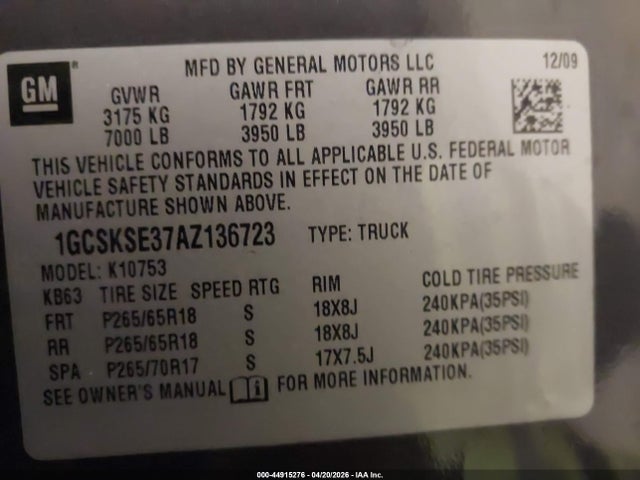 GM
MFD BY GENERAL MOTORS LLC 12/09
GVWR GAWR FRT GAWR RR
3175 KG 1792 KG 1792 KG
7000 LB 3950 LB 3950 LB
THIS VEHICLE CONFORMS TO ALL APPLICABLE U.S. FEDERAL MOTOR
VEHICLE SAFETY STANDARDS IN EFFECT ON THE DATE OF
MANUFACTURE SHOWN ABOVE.
1GCSKSE37AZ136723 TYPE: TRUCK
MODEL: K10753
KB63 TIRE SIZE SPEED RTG RIM COLD TIRE PRESSURE
FRT P265/65R18 S 18X8J 240KPA(35PSI)
RR P265/65R18 S 18X8J 240KPA(35PSI)
SPA P265/70R17 S 17X7.5J 240KPA(35PSI)
SEE OWNER'S MANUAL i FOR MORE INFORMATION.
000-44915276 - 04/20/2026 - IAA Inc.